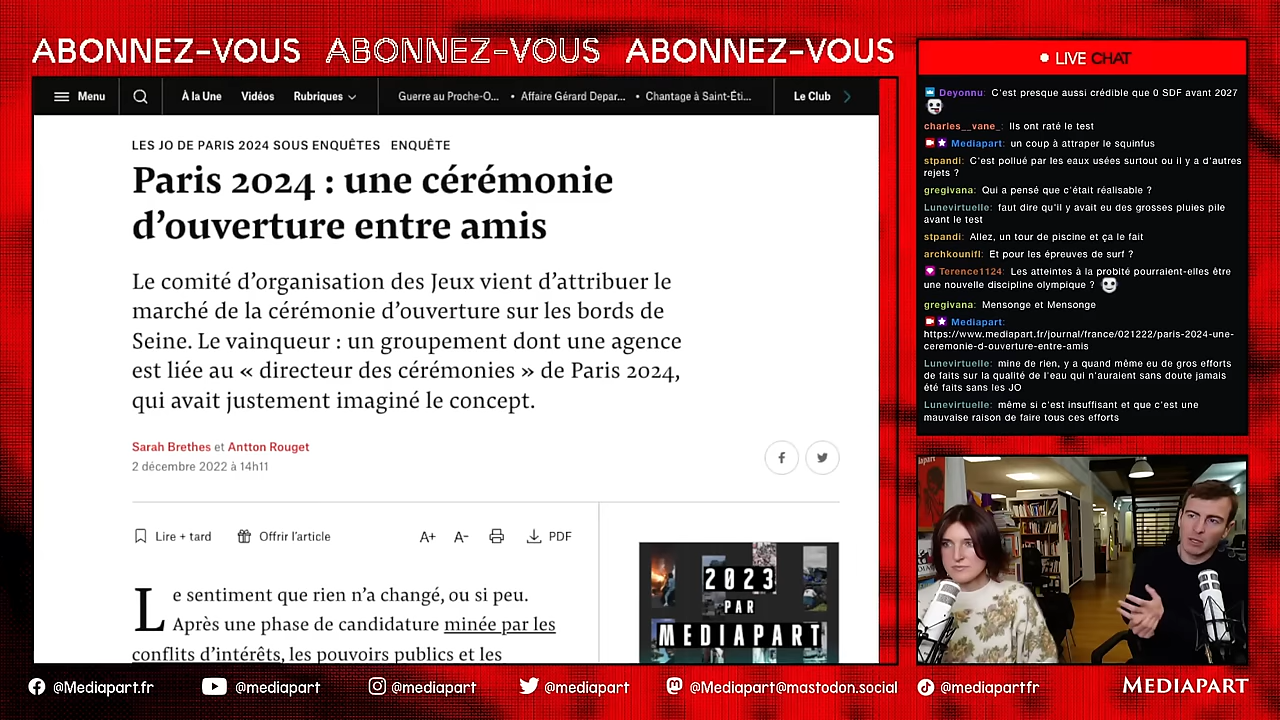 ABONNEZ-VOUS ABONNEZ-VOUS ABONNEZ-VOUS
Menu À la Une Vidéos Rubriques Guerre au Proche-O... • Affaire Gérard Depar... • Chantage à Saint-Éti... Le Club
LES JO DE PARIS 2024 SOUS ENQUÊTES ENQUÊTE
Paris 2024 : une cérémonie
d’ouverture entre amis
Le comité d’organisation des Jeux vient d’attribuer le
marché de la cérémonie d’ouverture sur les bords de
Seine. Le vainqueur : un groupement dont une agence
est liée au « directeur des cérémonies » de Paris 2024,
qui avait justement imaginé le concept.
Sarah Brethes et Antton Rouget
2 décembre 2022 à 14h11
Lire + tard Offrir l’article A+ A- PDF
Le sentiment que rien n’a changé, ou si peu.
Après une phase de candidature minée par les
conflits d’intérêts, les pouvoirs publics et les
2023
PAR
MEDIAPART
LIVE CHAT
Deyonnu: C'est presque aussi crédible que 0 SDF avant 2027
charles__vane_: Ils ont raté le test
Mediapart: un coup à attraper le squinfus
stpandi: C'est pollué par les eaux usées surtout ou il y a d'autres
rejets ?
gregivana: Qui a pensé que c'était réalisable ?
Lunevirtuelle: faut dire qu'il y avait eu des grosses pluies pile
avant le test
stpandi: Allez, un tour de piscine et ça le fait
archkounifl: Et pour les épreuves de surf ?
Terence1124: Les atteintes à la probité pourraient-elles être
une nouvelle discipline olympique ?
gregivana: Mensonge et Mensonge
Mediapart:
https://www.mediapart.fr/journal/france/021222/paris-2024-une-
ceremonie-d-ouverture-entre-amis
Lunevirtuelle: mine de rien, y a quand même eu de gros efforts
de faits sur la qualité de l'eau qui n'auraient sans doute jamais
été faits sans les JO
Lunevirtuelle: même si c'est insuffisant et que c'est une
mauvaise raison de faire tous ces efforts
@Mediapart.fr @mediapart @mediapart @mediapart @Mediapart@mastodon.social @mediapartfr MEDIAPART